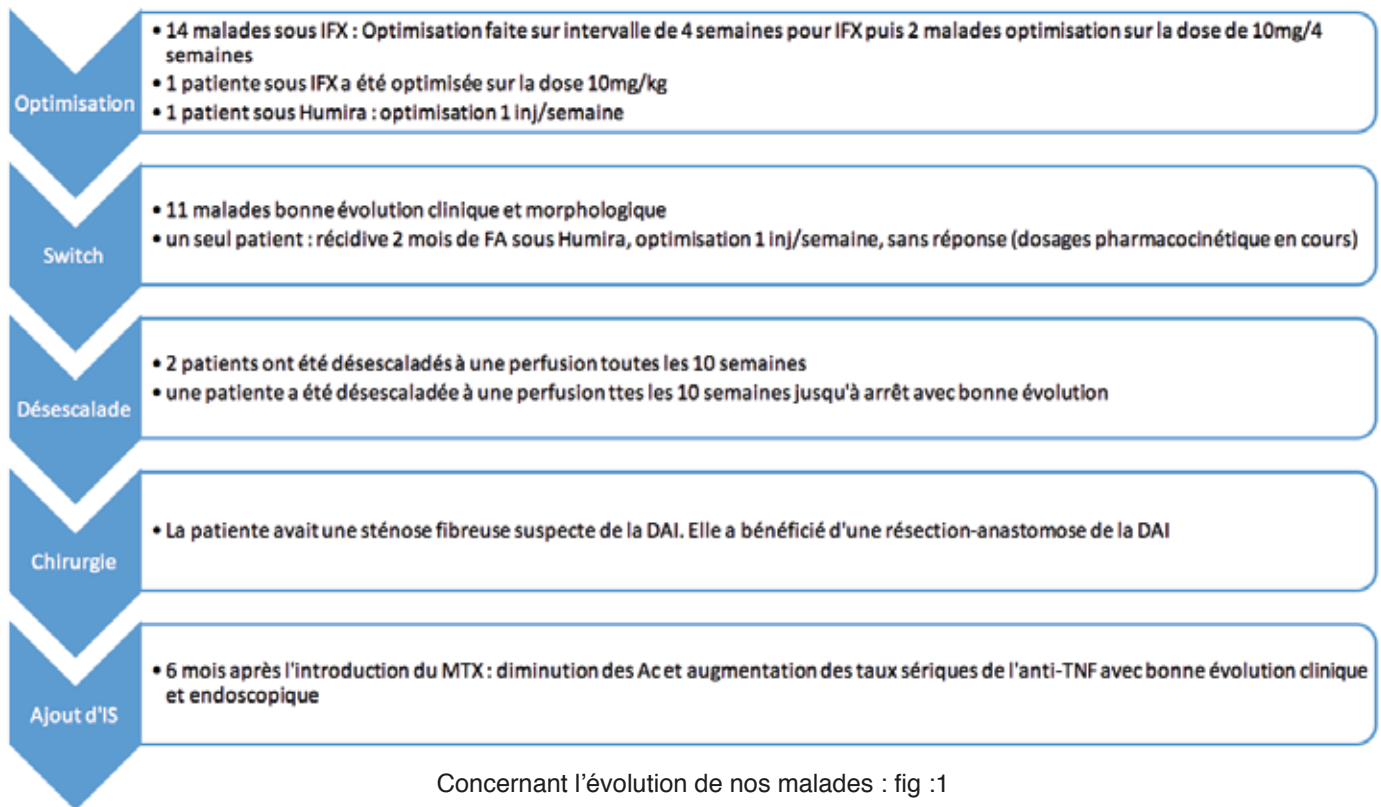 Optimisation
• 14 malades sous IFX : Optimisation faite sur intervalle de 4 semaines pour IFX puis 2 malades optimisation sur la dose de 10mg/4
semaines
• 1 patiente sous IFX a été optimisée sur la dose 10mg/kg
• 1 patient sous Humira : optimisation 1 inj/semaine
Switch
• 11 malades bonne évolution clinique et morphologique
• un seul patient : récidive 2 mois de FA sous Humira, optimisation 1 inj/semaine, sans réponse (dosages pharmacocinétique en cours)
Désescalade
• 2 patients ont été désescaladés à une perfusion toutes les 10 semaines
• une patiente a été désescaladée à une perfusion ttes les 10 semaines jusqu'à arrêt avec bonne évolution
Chirurgie
• La patiente avait une sténose fibreuse suspecte de la DAI. Elle a bénéficié d'une résection-anastomose de la DAI
Ajout d'IS
• 6 mois après l'introduction du MTX : diminution des Ac et augmentation des taux sériques de l'anti-TNF avec bonne évolution clinique
et endoscopique
Concernant l’évolution de nos malades : fig :1